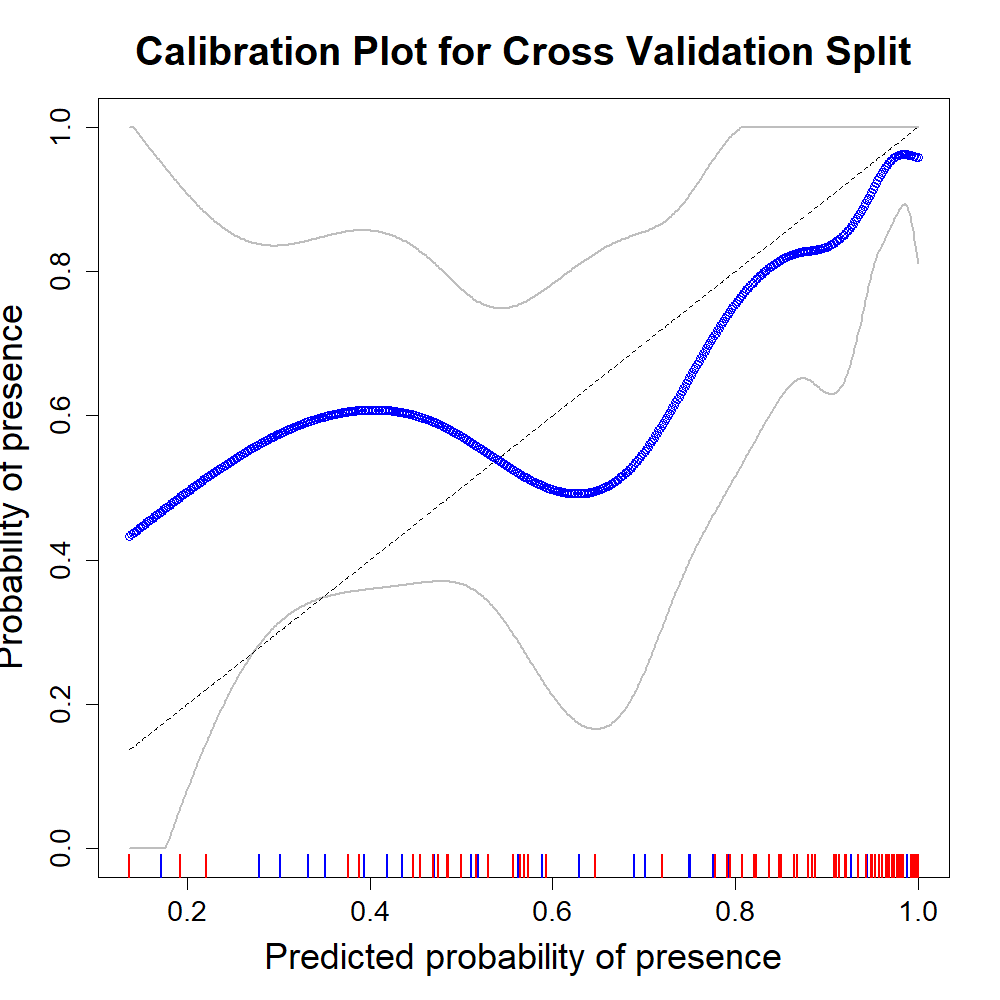 Calibration Plot for Cross Validation Split
Probability of presence
1.0
0.8
0.6
0.4
0.2
0.0
0.2 0.4 0.6 0.8 1.0
Predicted probability of presence